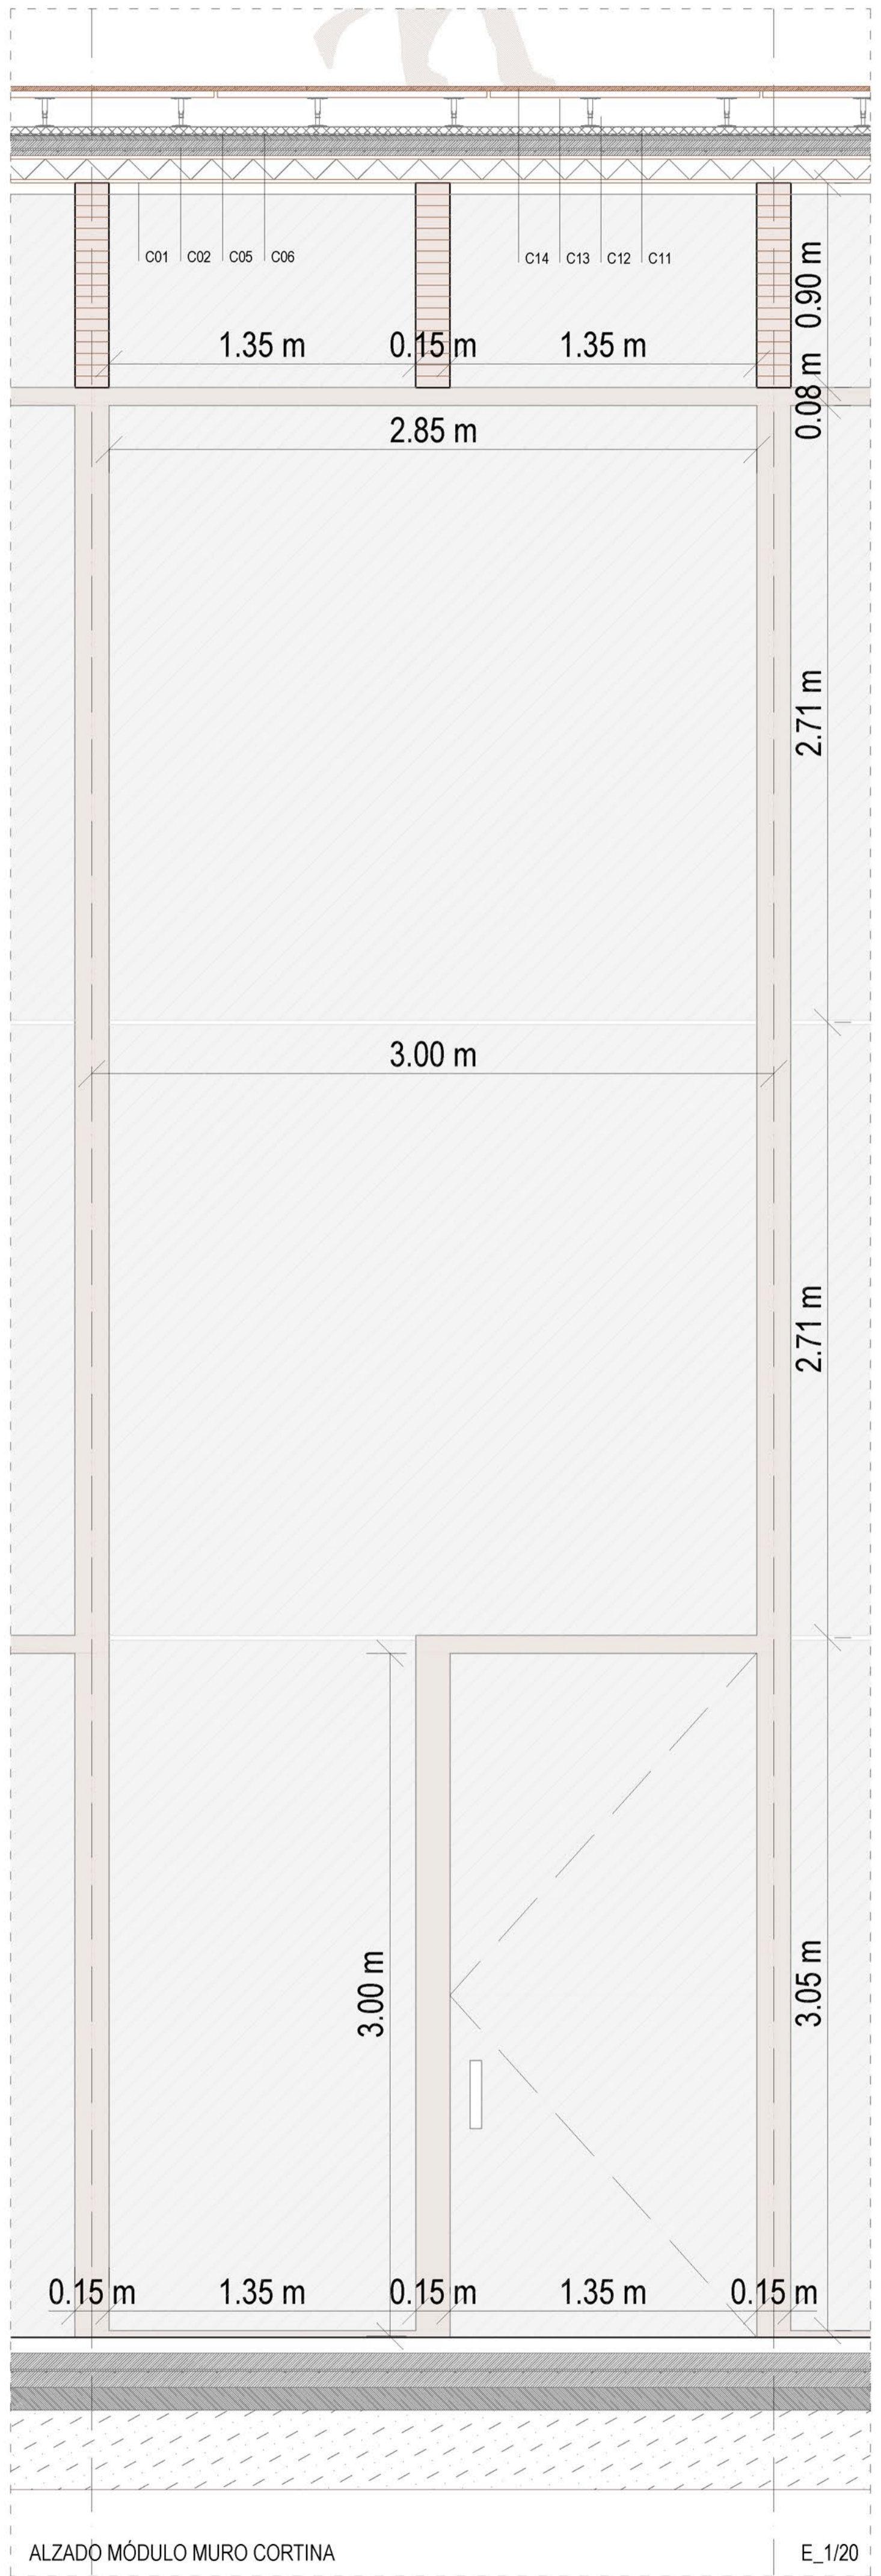 C01 C02 C05 C06 C14 C13 C12 C11
0.90 m
1.35 m 0.15 m 1.35 m
0.08 m
2.85 m
2.71 m
3.00 m
2.71 m
3.00 m
3.05 m
0.15 m 1.35 m 0.15 m 1.35 m 0.15 m
ALZADO MÓDULO MURO CORTINA E_1/20